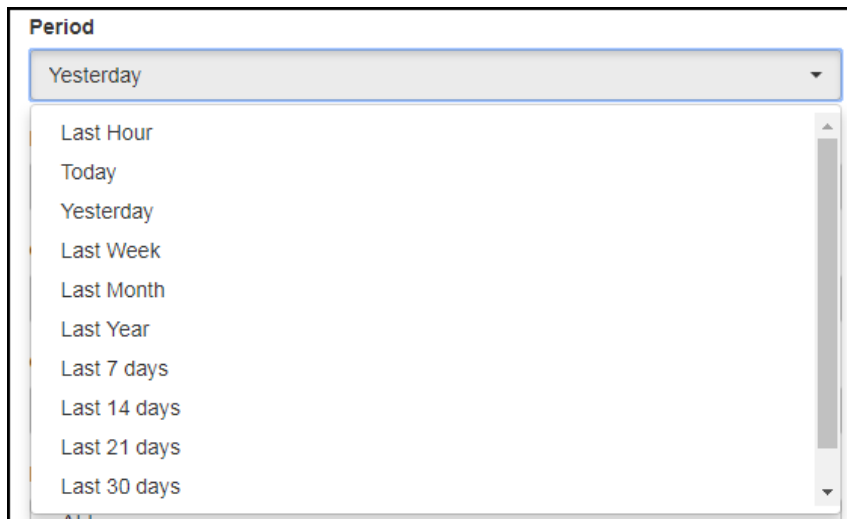 Period
Yesterday
Last Hour
Today
Yesterday
Last Week
Last Month
Last Year
Last 7 days
Last 14 days
Last 21 days
Last 30 days